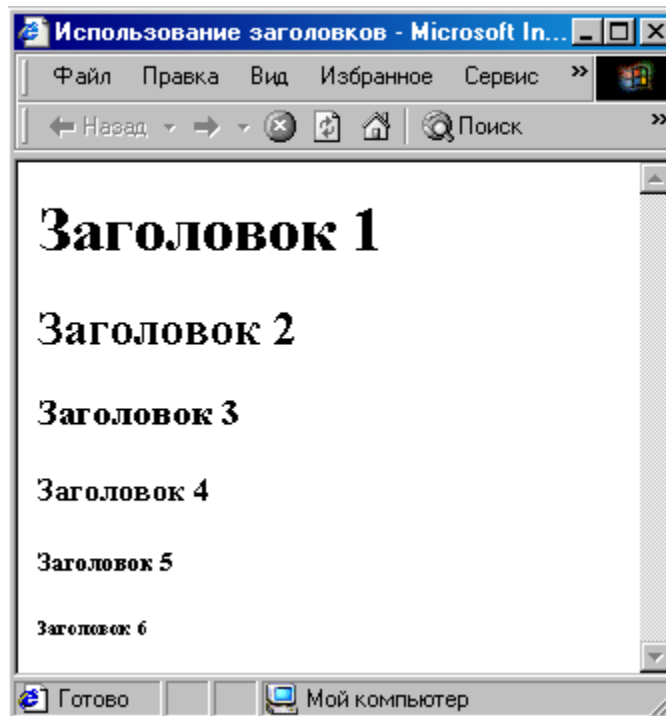 Использование заголовков - Microsoft In...
Файл Правка Вид Избранное Сервис »
Назад Поиск »
Заголовок 1
Заголовок 2
Заголовок 3
Заголовок 4
Заголовок 5
Заголовок 6
Готово Мой компьютер